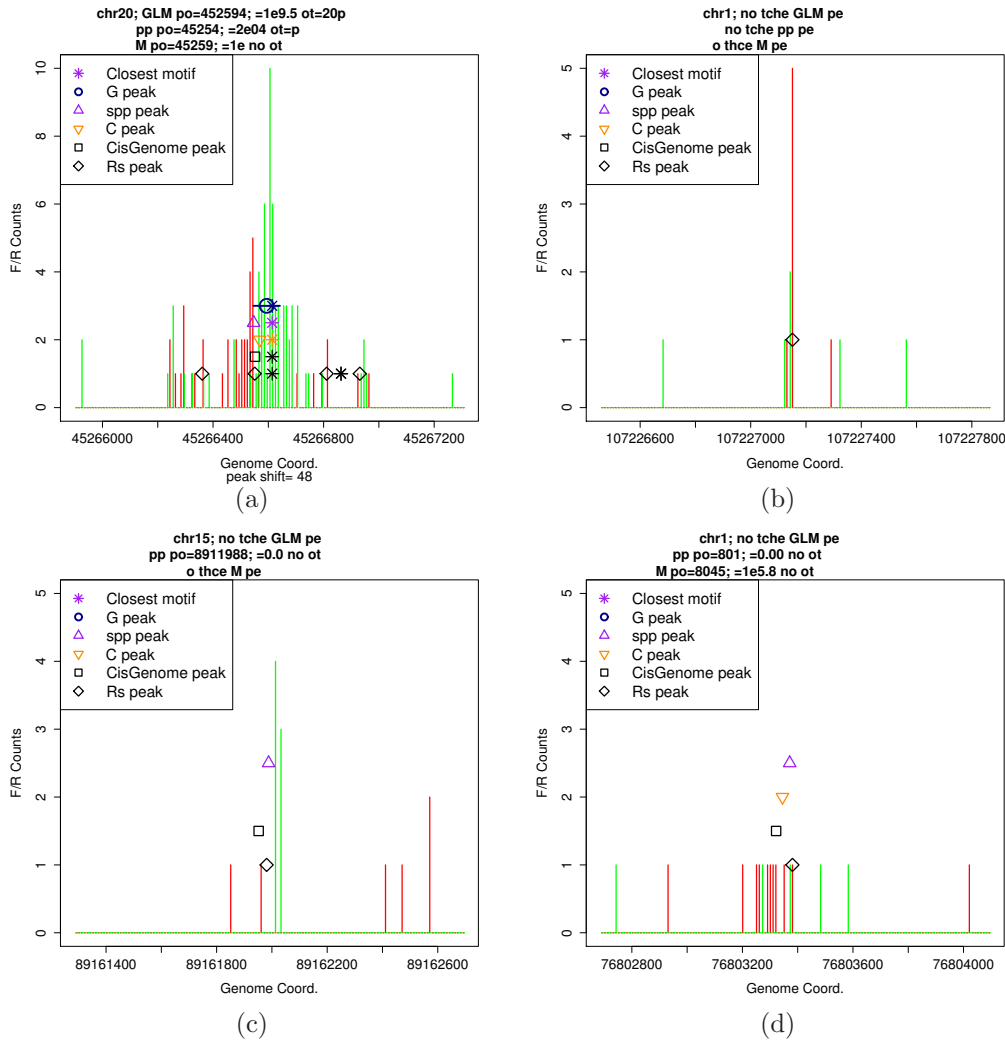 chr20; GLM po=452594; =1e9.5 ot=20p
pp po=45254; =2e04 ot=p
M po=45259; =1e no ot
Closest motif
G peak
spp peak
C peak
CisGenome peak
Rs peak
F/R Counts
0
2
4
6
8
10
45266000
45266400
45266800
45267200
Genome Coord.
peak shift= 48
(a)
chr1; no tche GLM pe
no tche pp pe
o thce M pe
Closest motif
G peak
spp peak
C peak
CisGenome peak
Rs peak
F/R Counts
0
1
2
3
4
5
107226600
107227000
107227400
107227800
Genome Coord.
(b)
chr15; no tche GLM pe
pp po=8911988; =0.0 no ot
o thce M pe
Closest motif
G peak
spp peak
C peak
CisGenome peak
Rs peak
F/R Counts
0
1
2
3
4
5
89161400
89161800
89162200
89162600
Genome Coord.
(c)
chr1; no tche GLM pe
pp po=801; =0.00 no ot
M po=8045; =1e5.8 no ot
Closest motif
G peak
spp peak
C peak
CisGenome peak
Rs peak
F/R Counts
0
1
2
3
4
5
76802800
76803200
76803600
76804000
Genome Coord.
(d)